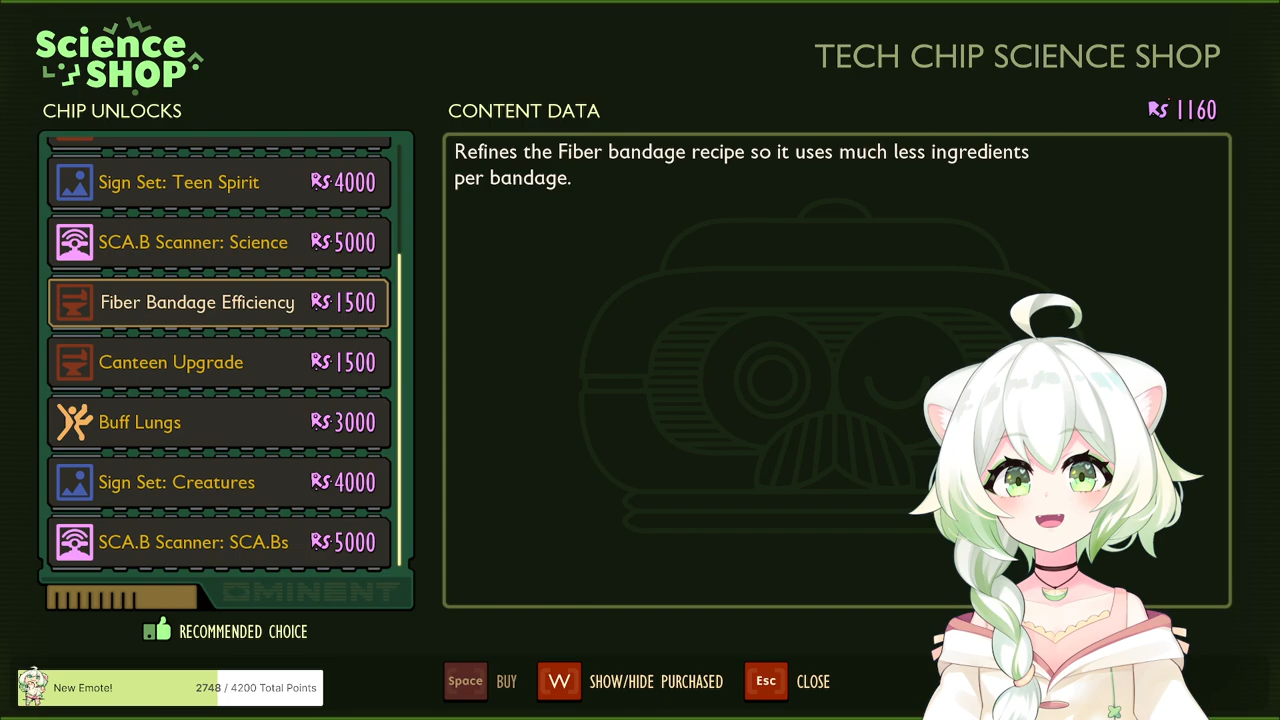 Science
SHOP
TECH CHIP SCIENCE SHOP
CHIP UNLOCKS
CONTENT DATA
RS 1160
Sign Set: Teen Spirit RS 4000
SCA.B Scanner: Science RS 5000
Fiber Bandage Efficiency RS 1500
Canteen Upgrade RS 1500
Buff Lungs RS 3000
Sign Set: Creatures RS 4000
SCA.B Scanner: SCA.Bs RS 5000
OMINENT
Refines the Fiber bandage recipe so it uses much less ingredients
per bandage.
RECOMMENDED CHOICE
New Emote! 2748 / 4200 Total Points
Space BUY W SHOW/HIDE PURCHASED Esc CLOSE